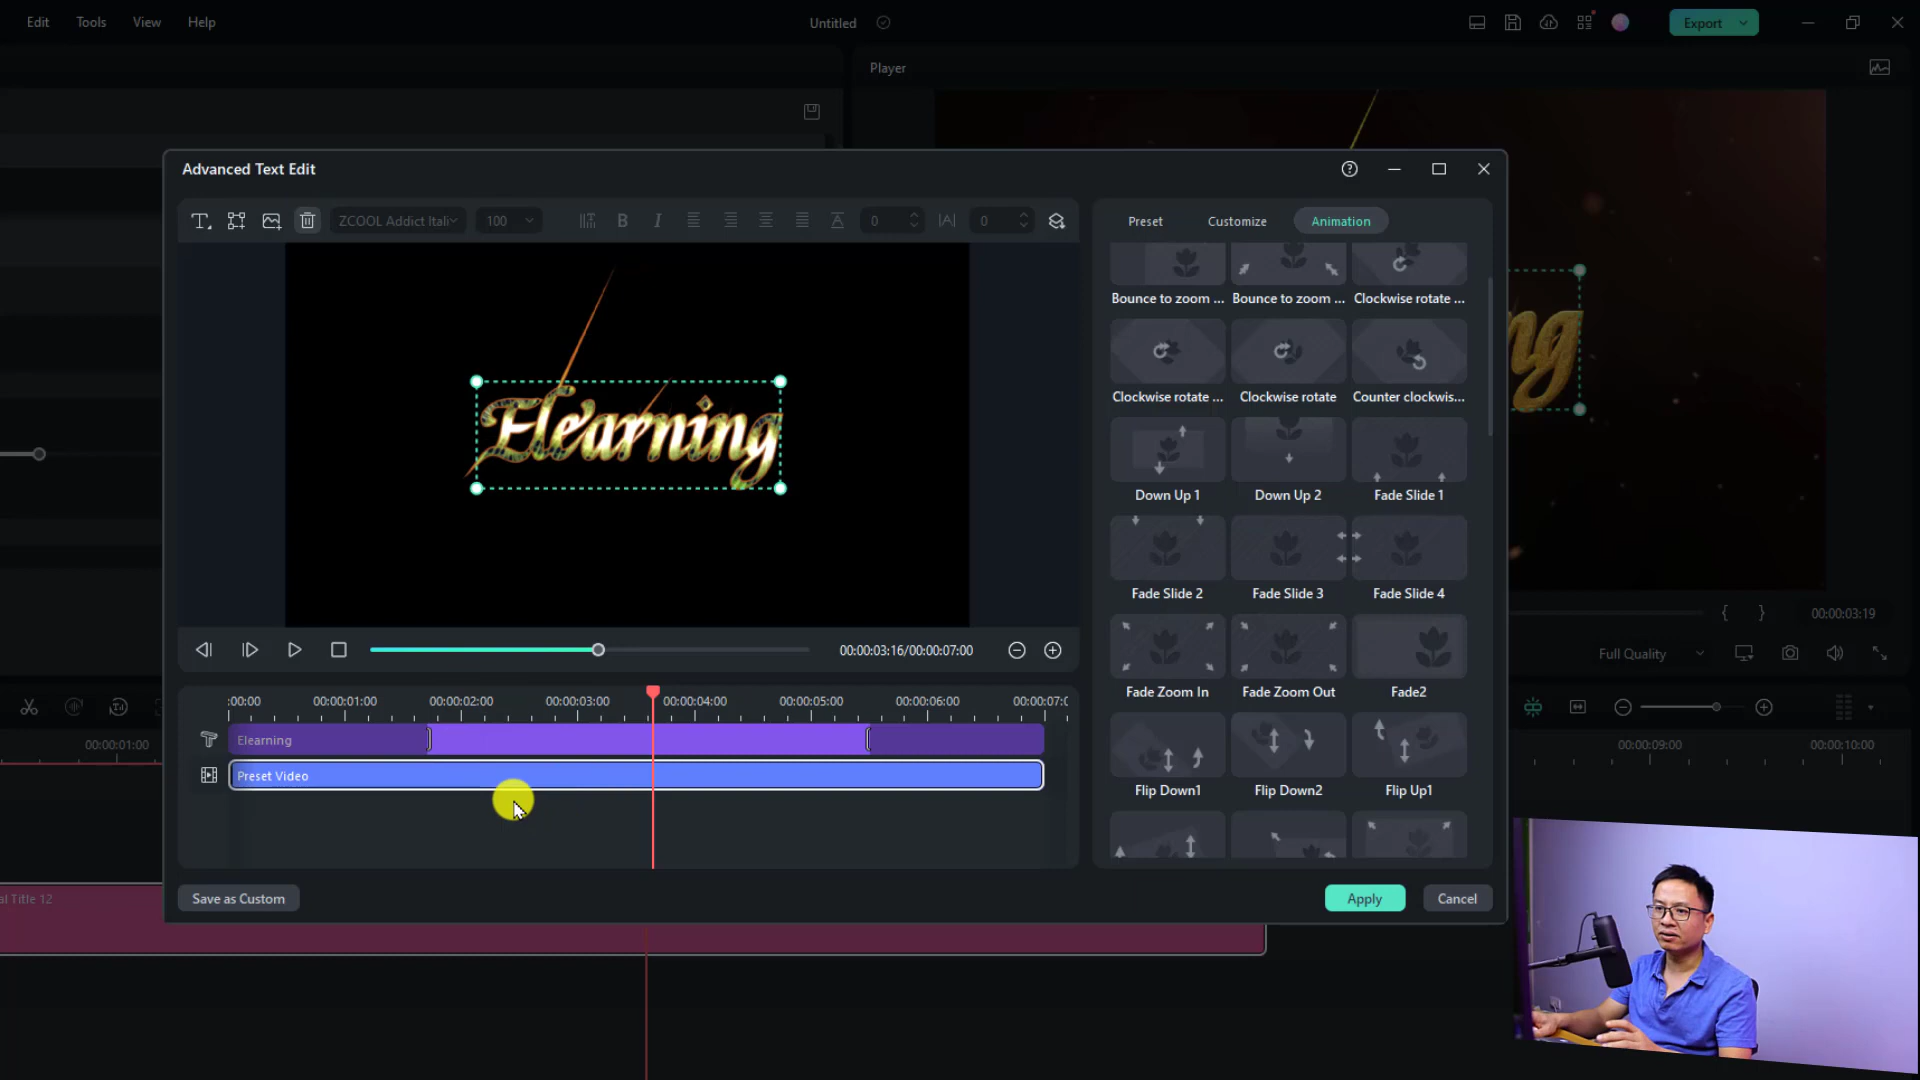 Edit Tools View Help Untitled Export
Player
Advanced Text Edit
ZCOOL Addict Itali 100 B I A 0 |A| 0 Preset Customize Animation
Elearning ng
Bounce to zoom ... Bounce to zoom ... Clockwise rotate ...
Clockwise rotate ... Clockwise rotate Counter clockwis...
Down Up 1 Down Up 2 Fade Slide 1
Fade Slide 2 Fade Slide 3 Fade Slide 4
00:00:03:19
00:00:03:16/00:00:07:00 Full Quality
Fade Zoom In Fade Zoom Out Fade2
:00:00 00:00:01:00 00:00:02:00 00:00:03:00 00:00:04:00 00:00:05:00 00:00:06:00 00:00:07:0
Elearning
00:00:01:00 00:00:09:00 00:00:10:00
Preset Video
Flip Down1 Flip Down2 Flip Up1
al Title 12 Save as Custom Apply Cancel